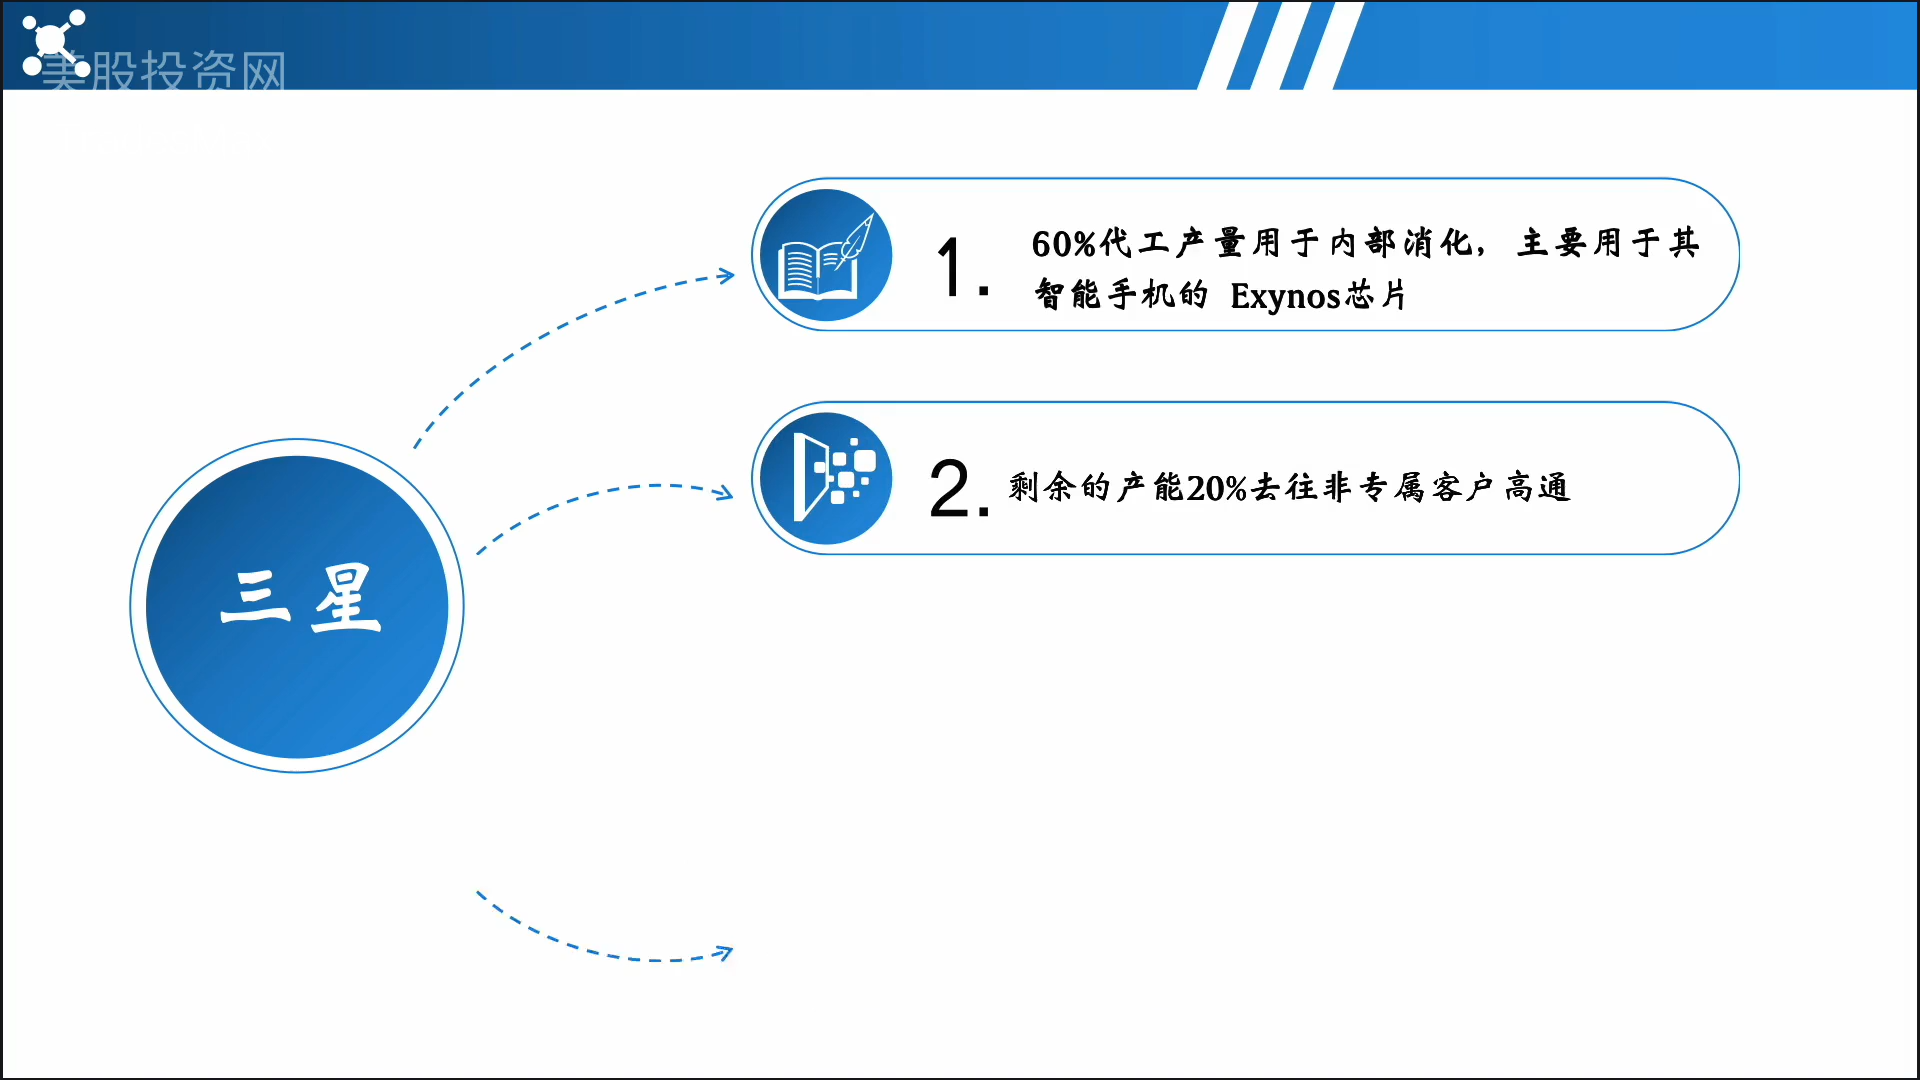 美股投资网
1.
60%代工产量用于内部消化，主要用于其
智能手机的 Exynos芯片
2.
剩余的产能20%去往非专属客户高通
三星